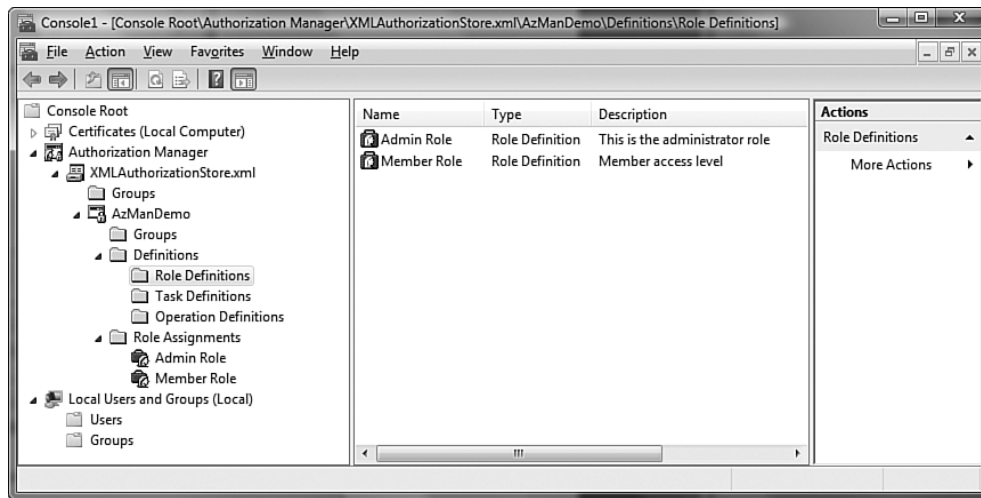 Console1 - [Console Root\Authorization Manager\XMLAuthorizationStore.xml\AzManDemo\Definitions\Role Definitions]
File Action View Favorites Window Help
Console Root
Certificates (Local Computer)
Authorization Manager
XMLAuthorizationStore.xml
Groups
AzManDemo
Groups
Definitions
Role Definitions
Task Definitions
Operation Definitions
Role Assignments
Admin Role
Member Role
Local Users and Groups (Local)
Users
Groups
Name Type Description
Admin Role Role Definition This is the administrator role
Member Role Role Definition Member access level
Actions
Role Definitions
More Actions